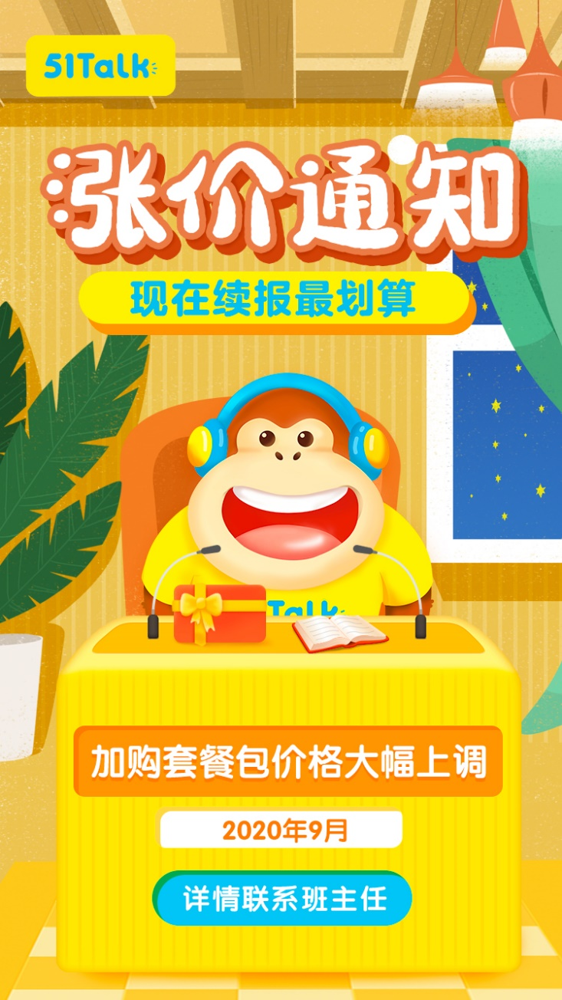 51Talk
涨价通知
现在续报最划算
Talk
加购套餐包价格大幅上调
2020年9月
详情联系班主任